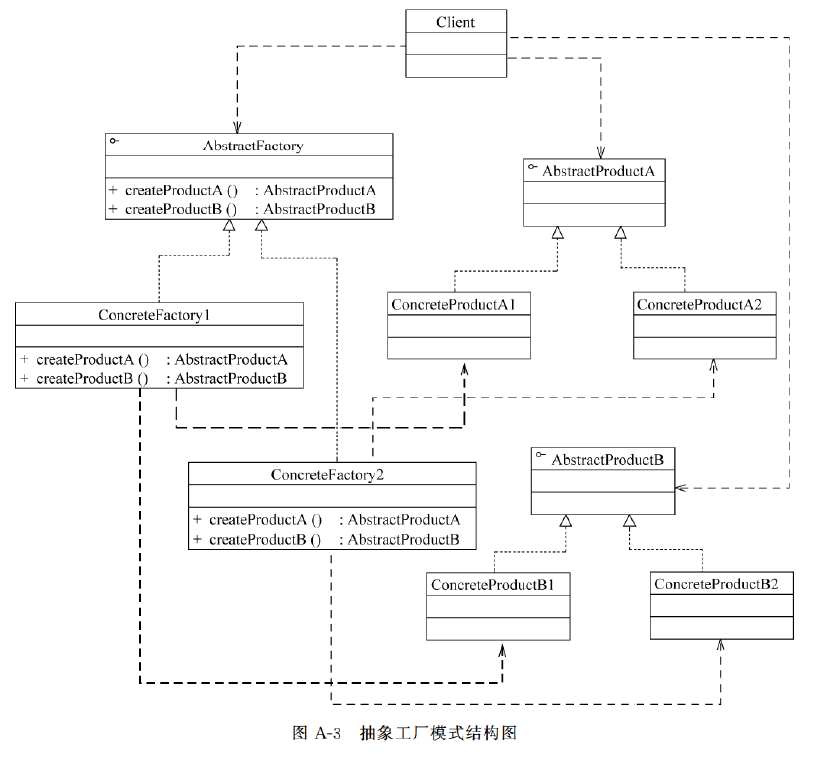 Client
AbstractFactory
+ createProductA () : AbstractProductA
+ createProductB () : AbstractProductB
AbstractProductA
ConcreteFactory1
+ createProductA () : AbstractProductA
+ createProductB () : AbstractProductB
ConcreteProductA1
ConcreteProductA2
ConcreteFactory2
+ createProductA () : AbstractProductA
+ createProductB () : AbstractProductB
AbstractProductB
ConcreteProductB1
ConcreteProductB2
图 A-3 抽象工厂模式结构图